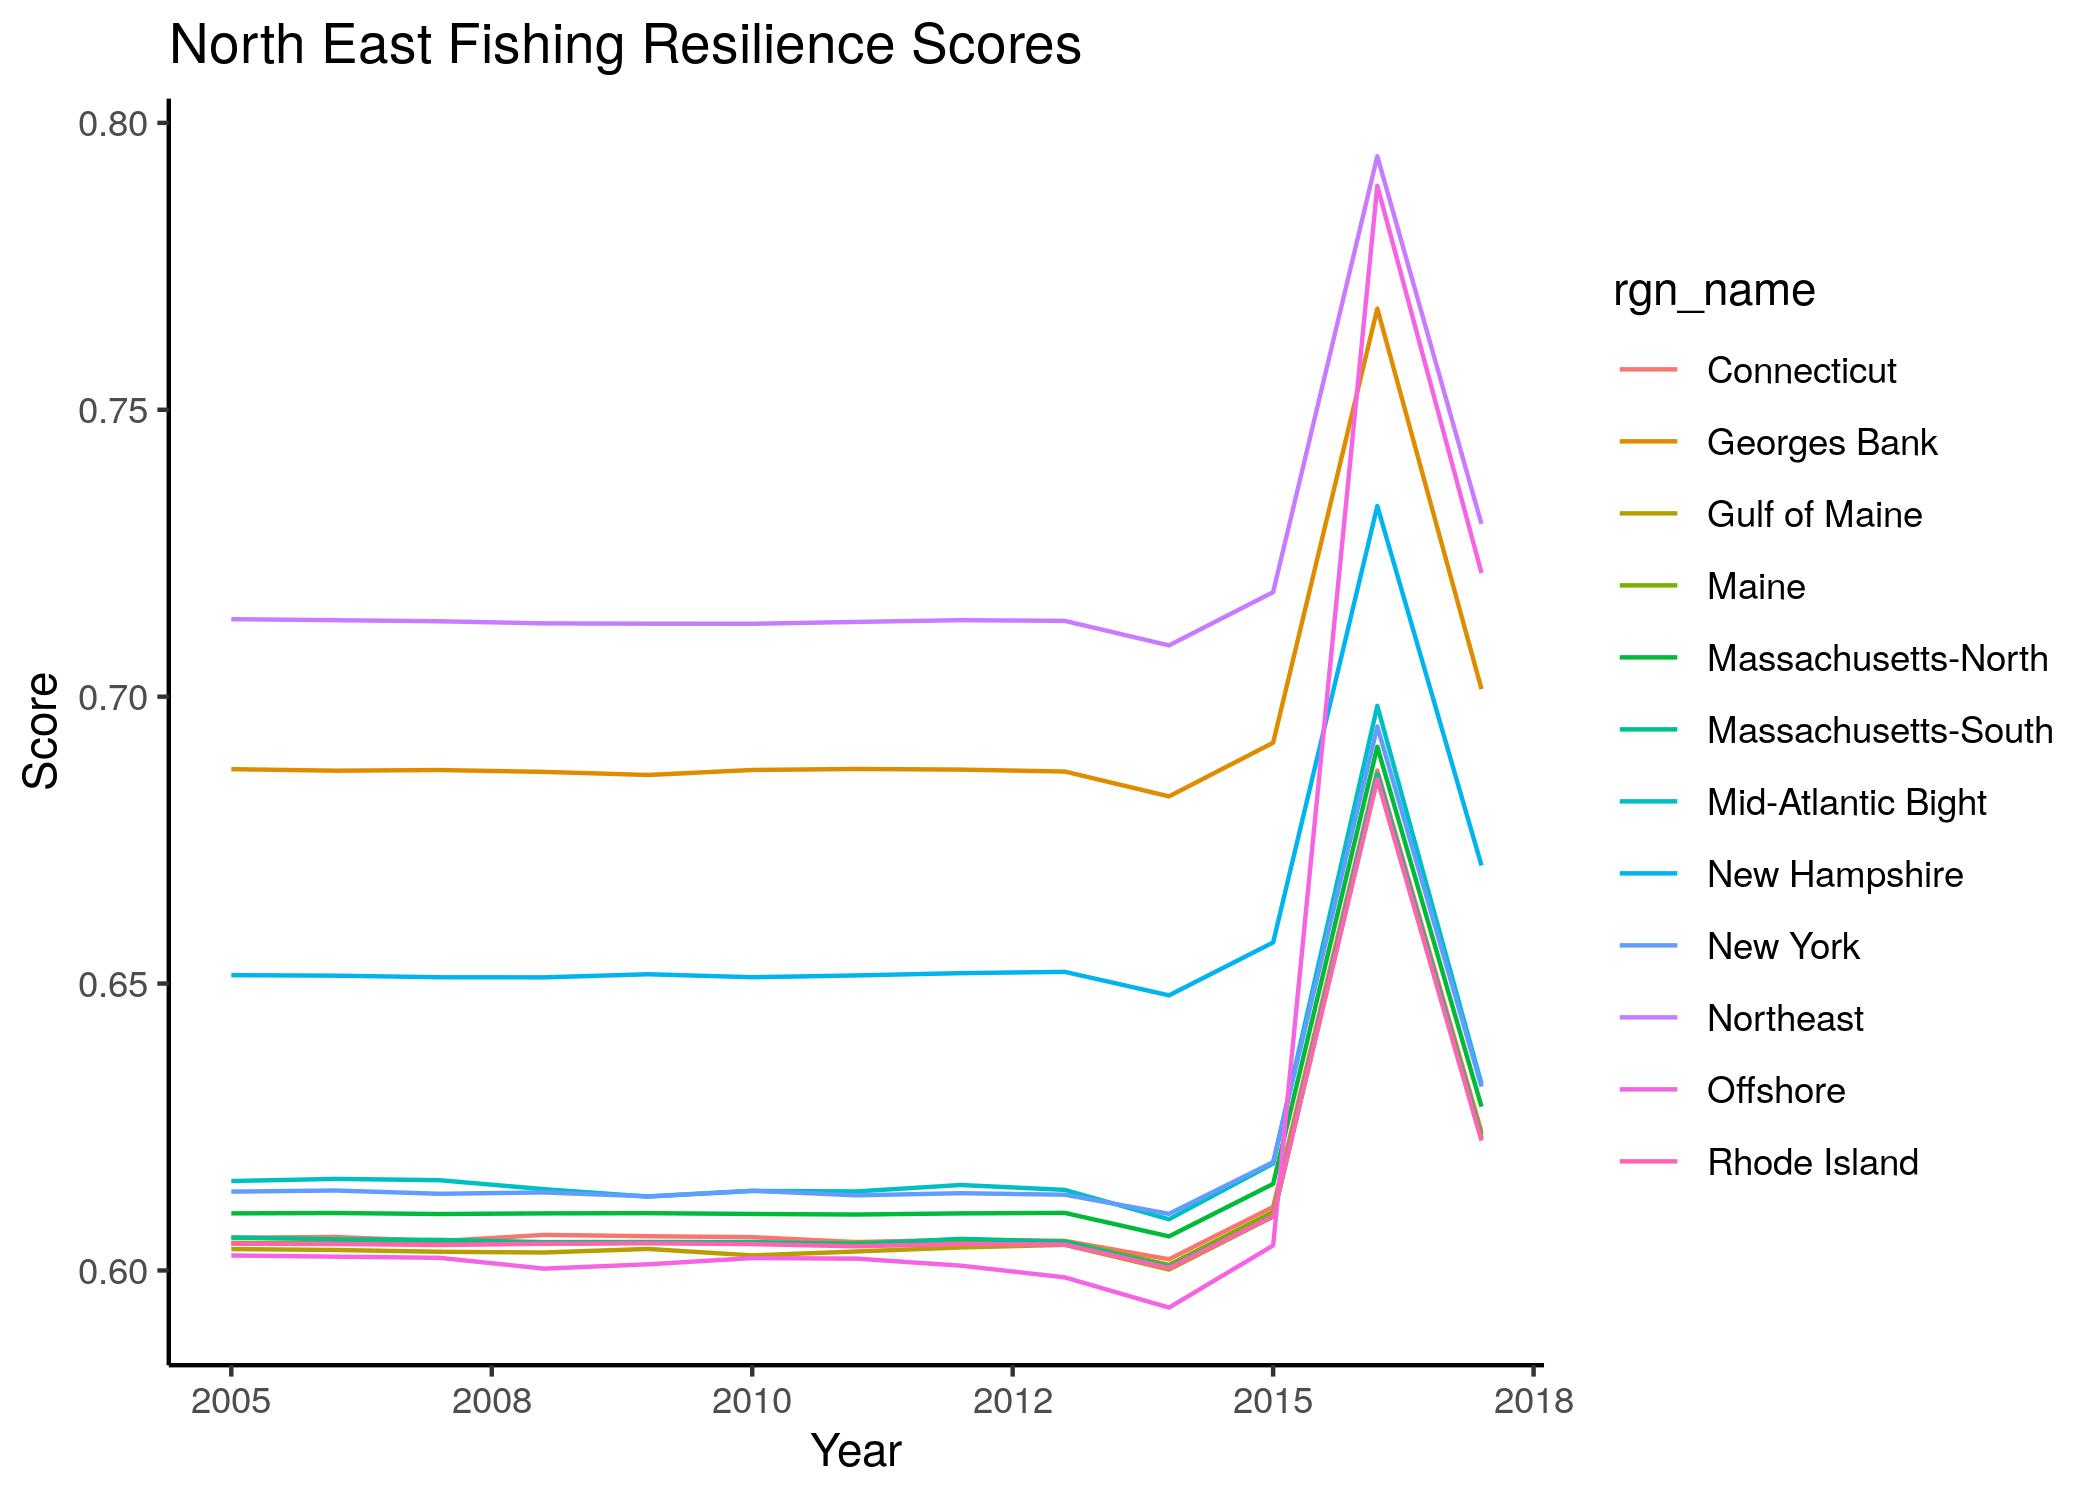 North East Fishing Resilience Scores
0.80
0.75
0.70
0.65
0.60
Score
2005 2008 2010 2012 2015 2018
Year
rgn_name
Connecticut
Georges Bank
Gulf of Maine
Maine
Massachusetts-North
Massachusetts-South
Mid-Atlantic Bight
New Hampshire
New York
Northeast
Offshore
Rhode Island